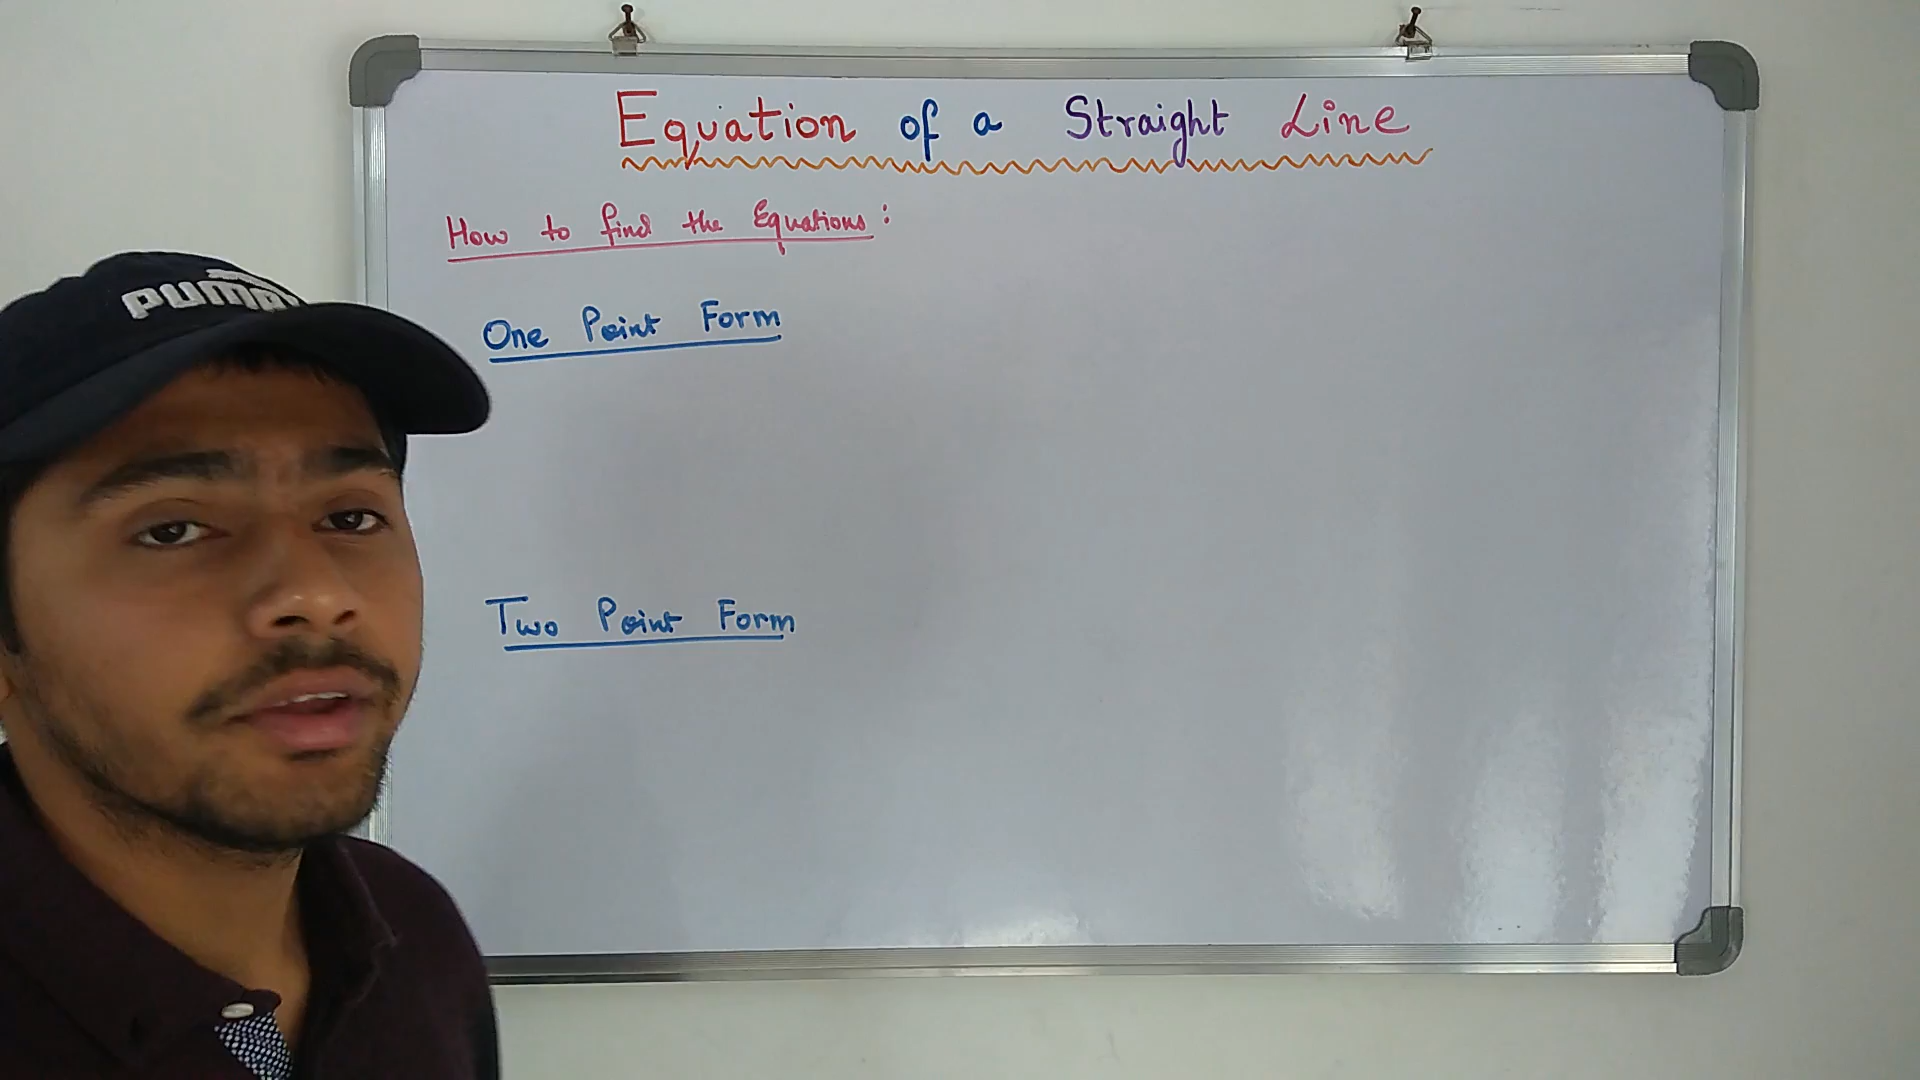 Equation of a Straight Line
How to find the Equations:
PUMA
One Point Form
Two Point Form